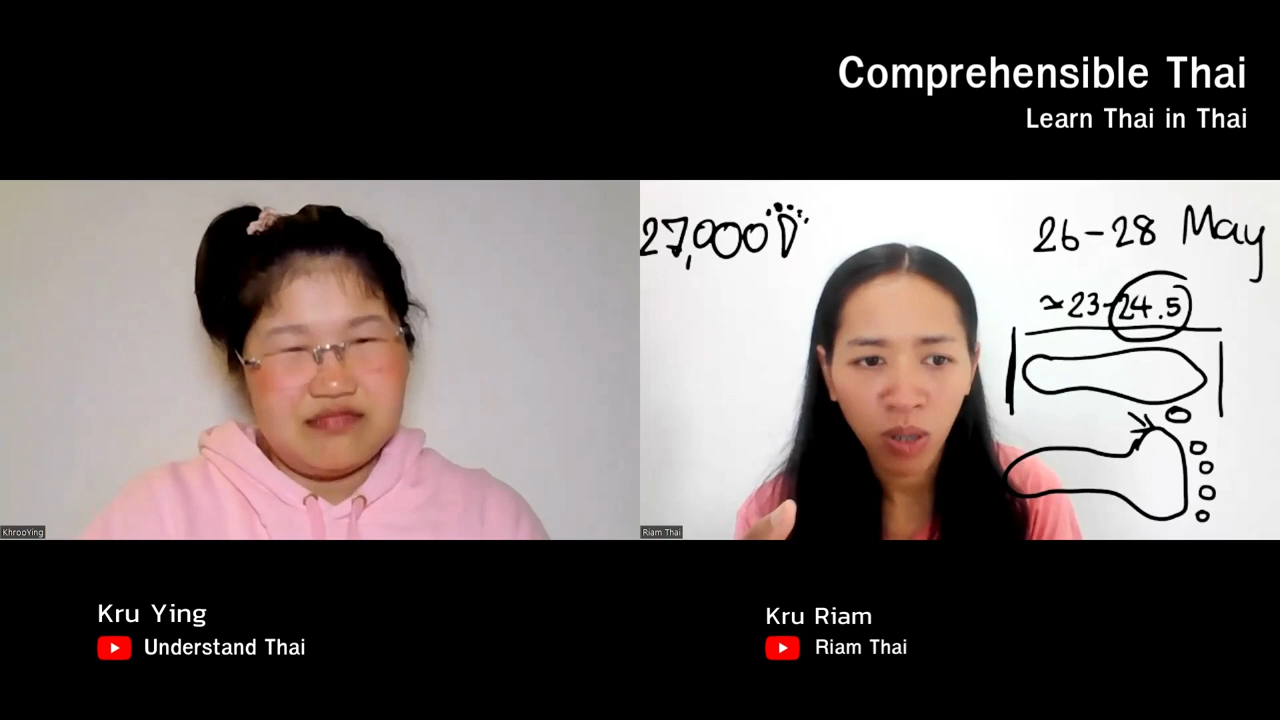 Comprehensible Thai
Learn Thai in Thai
27,000
26-28 May
≃23-24.5
KhrooYing
Riam Thai
Kru Ying
Understand Thai
Kru Riam
Riam Thai